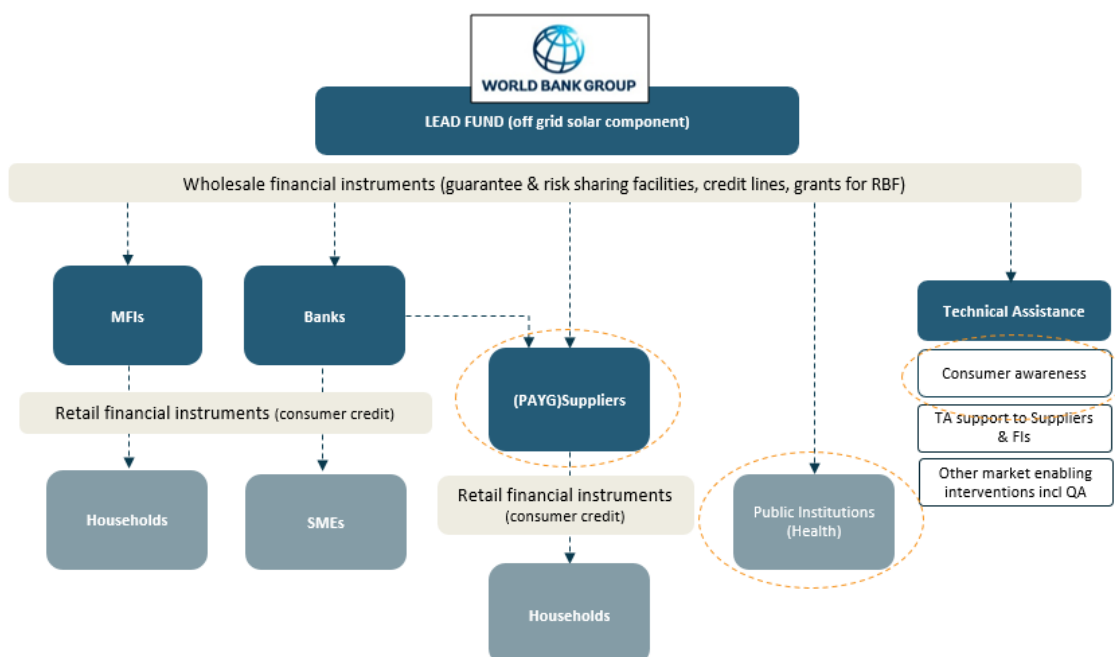 WORLD BANK GROUP
LEAD FUND (off grid solar component)
Wholesale financial instruments (guarantee & risk sharing facilities, credit lines, grants for RBF)
MFIs
Banks
(PAYG)Suppliers
Technical Assistance
Consumer awareness
TA support to Suppliers
& FIs
Other market enabling
interventions incl QA
Retail financial instruments (consumer credit)
Households
SMEs
Retail financial instruments
(consumer credit)
Public Institutions
(Health)
Households